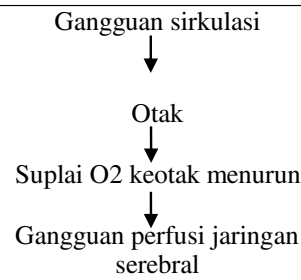 Gangguan sirkulasi
Otak
Suplai O2 keotak menurun
Gangguan perfusi jaringan
serebral